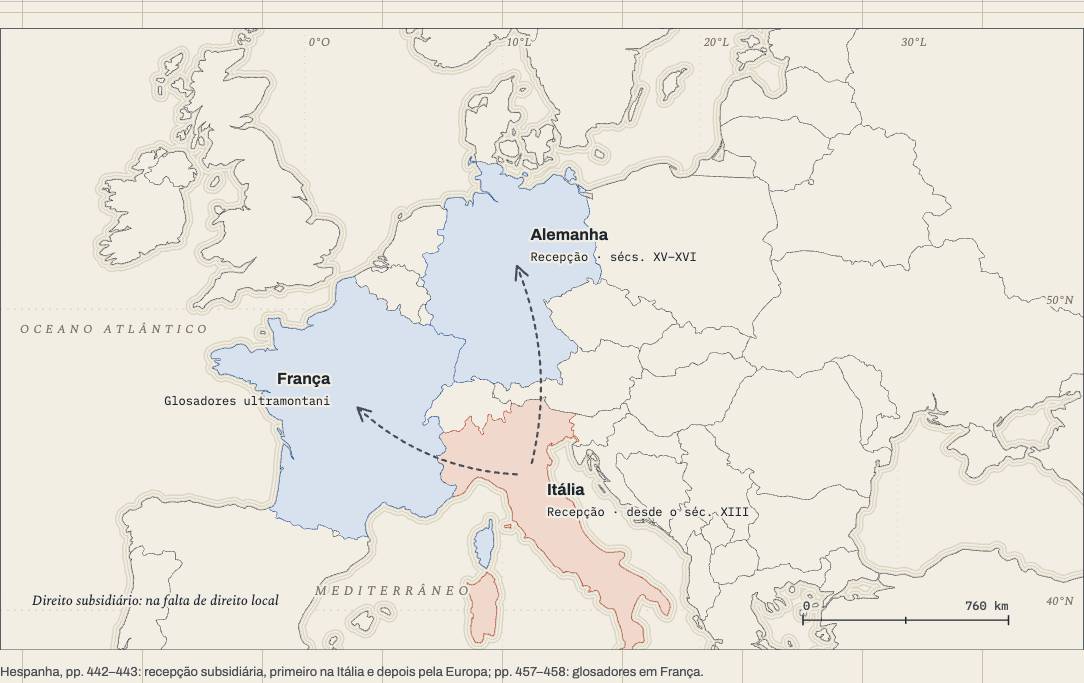 0°O
10°L
20°L
30°L
Alemanha
Recepção · sécs. XV–XVI
50°N
OCEANO ATLÂNTICO
França
Glosadores ultramontani
Itália
Recepção · desde o séc. XIII
MEDITERRÂNEO
Direito subsidiário: na falta de direito local
0
760 km
40°N
Hespanha, pp. 442–443: recepção subsidiária, primeiro na Itália e depois pela Europa; pp. 457–458: glosadores em França.